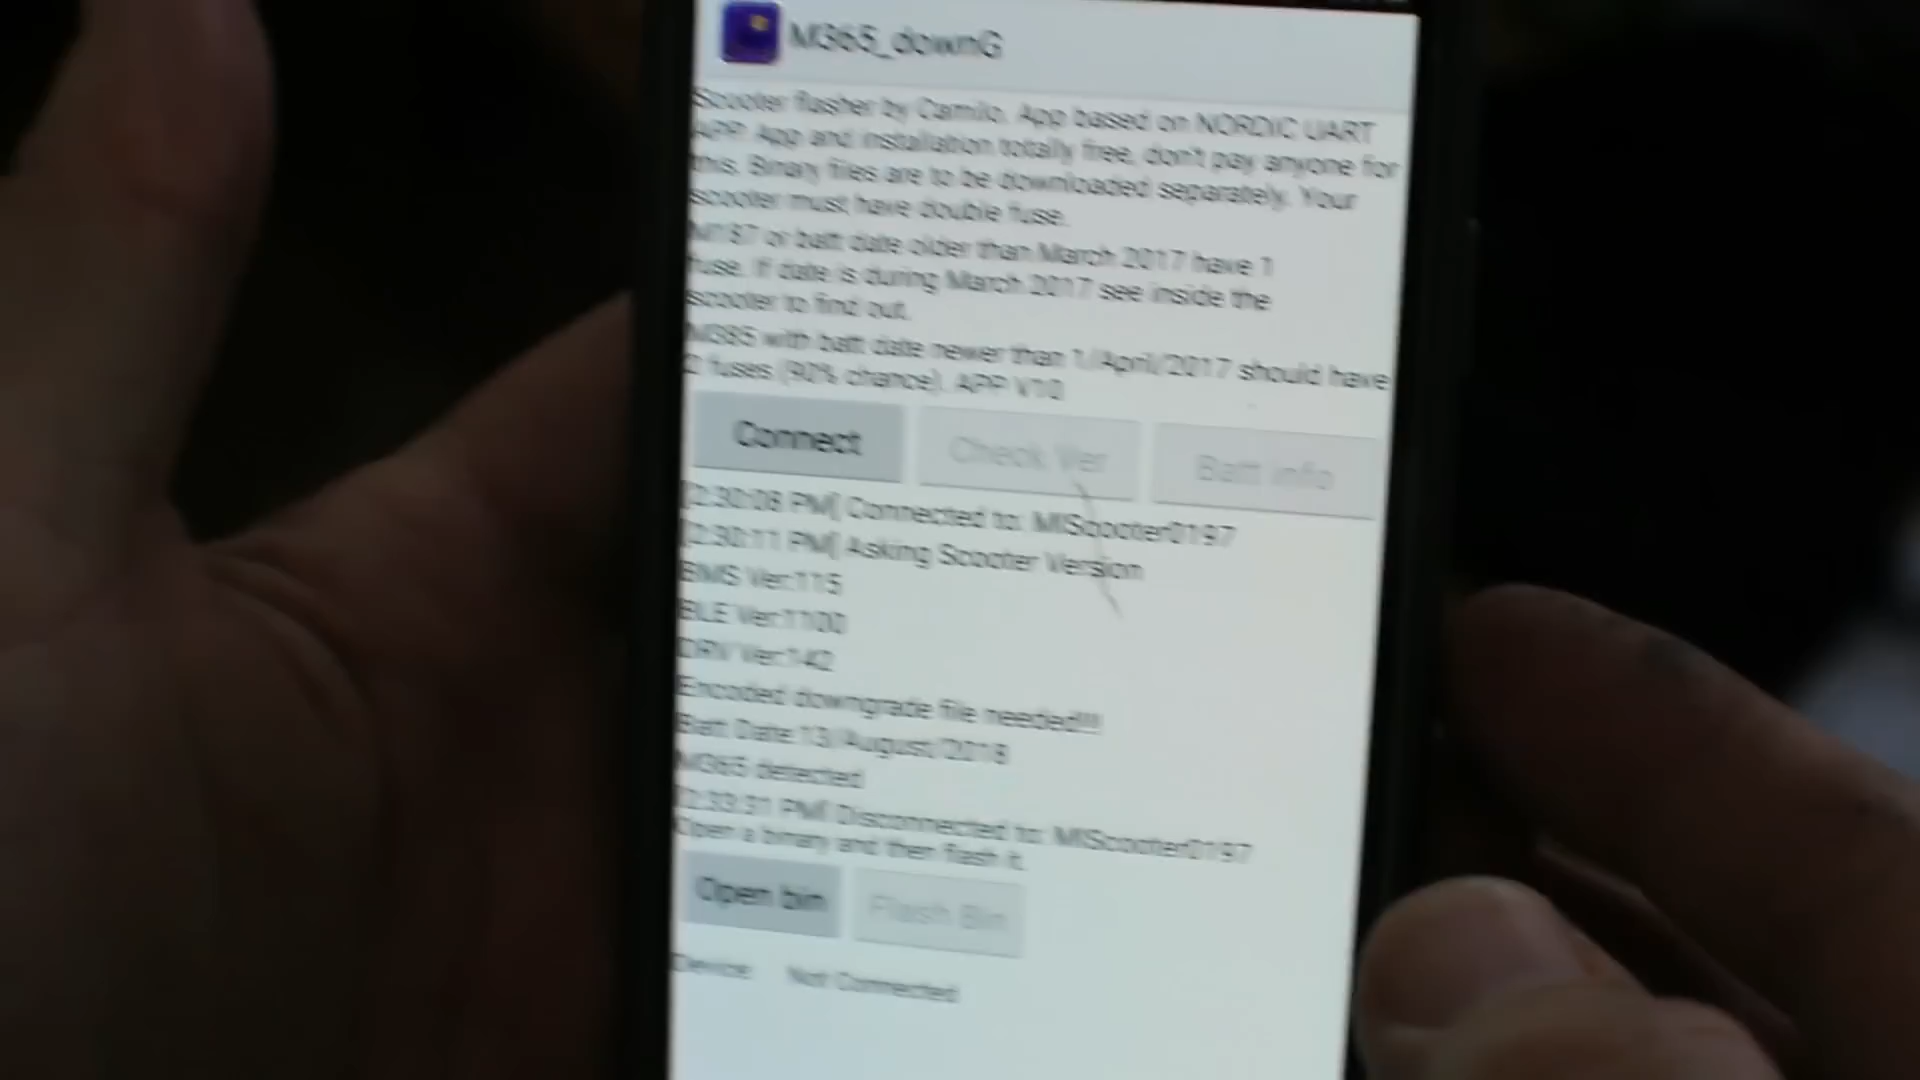 M365_downG
Scooter flasher by Camilo. App based on NORDIC UART
APP. App and installation totally free, don't pay anyone for
this. Binary files are to be downloaded separately. Your
scooter must have double fuse.
M187 or batt date older than March 2017 have 1
fuse. If date is during March 2017 see inside the
scooter to find out.
M365 with batt date newer than 1/April/2017 should have
2 fuses (90% chance). APP V10
Connect Check Ver Batt Info
[2:30:08 PM] Connected to: MIScooter0197
[2:30:11 PM] Asking Scooter Version
BMS Ver:115
BLE Ver:1100
DRV Ver:142
Encoded downgrade file needed!!!
Batt Date:13/August/2018
M365 detected
[2:33:31 PM] Disconnected to: MIScooter0197
Open a binary and then flash it.
Open bin Flash Bin
Device Not Connected